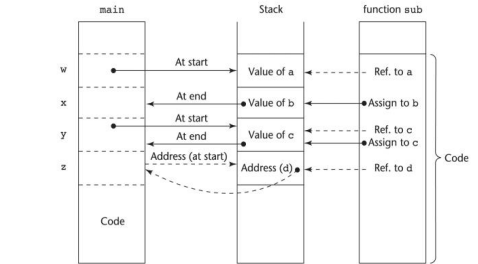 main Stack function sub
w At start Value of a Ref. to a
x At end Value of b Assign to b
At start
y At end Value of c Ref. to c
Assign to c
Address (at start)
z Address (d) Ref. to d
Code
Code